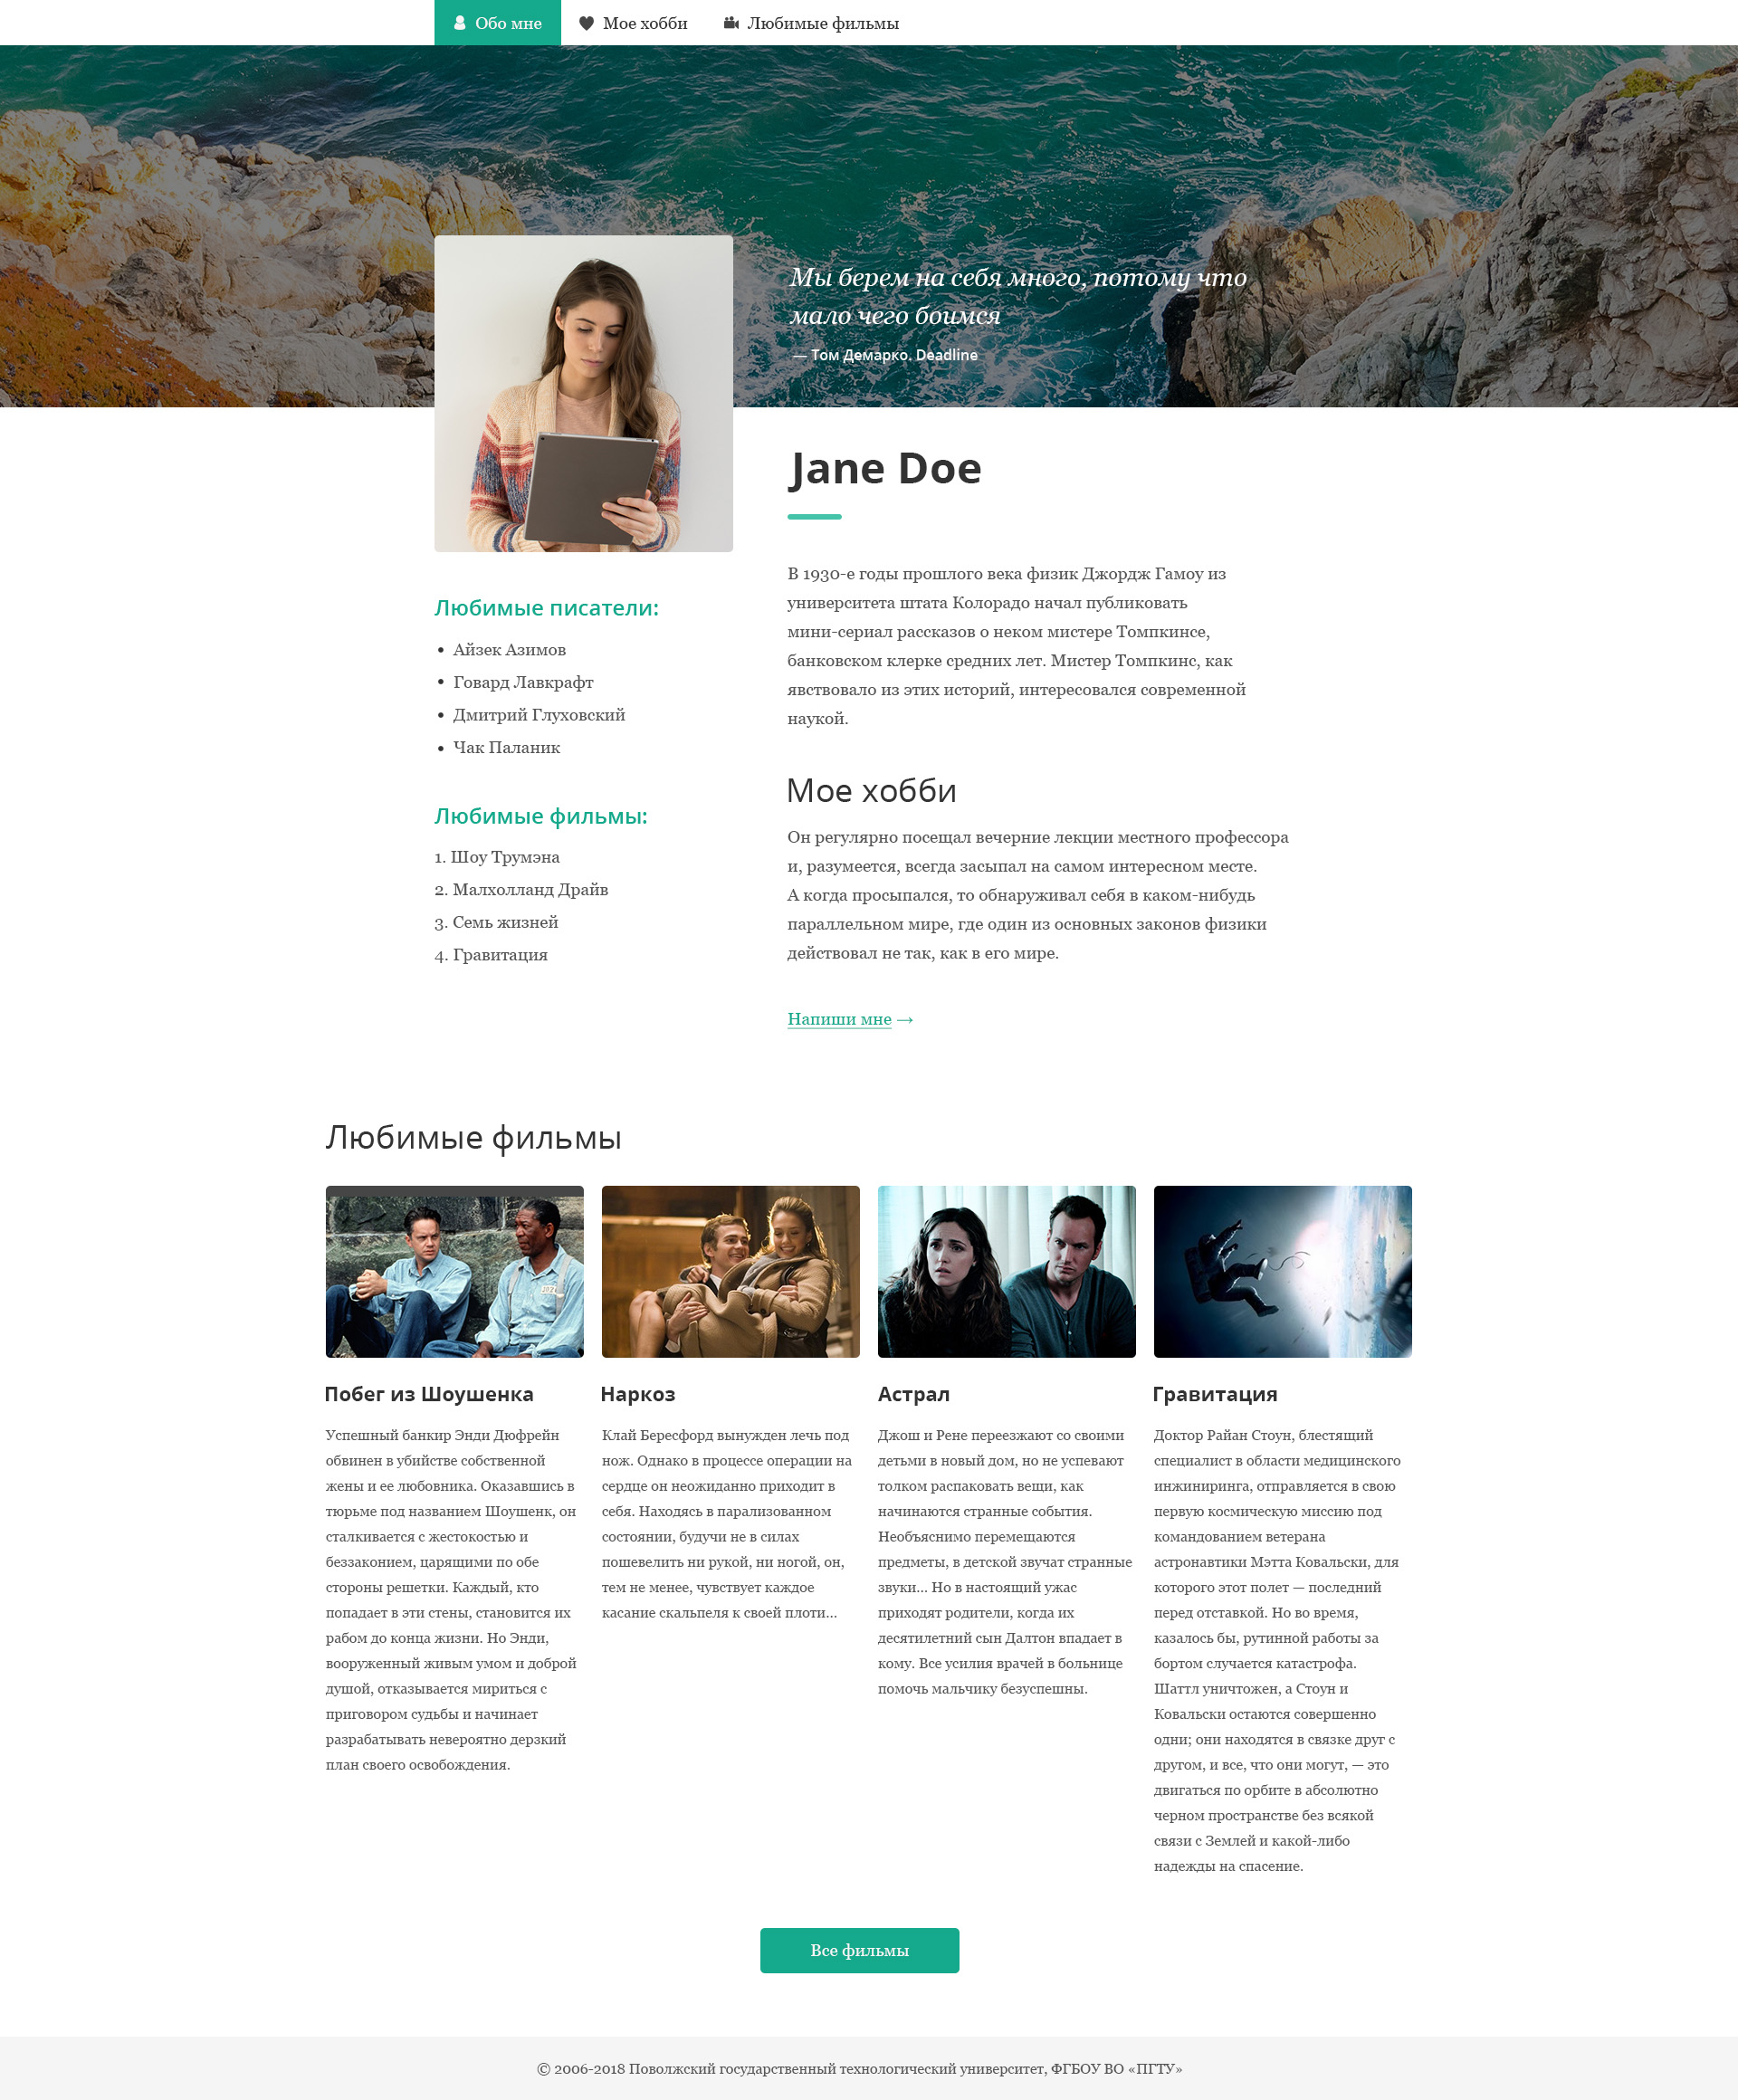 Обо мне
Мое хобби
Любимые фильмы
Мы берем на себя много, потому что
мало чего боимся
— Том Демарко. Deadline
Jane Doe
В 1930-е годы прошлого века физик Джордж Гамоу из
университета штата Колорадо начал публиковать
мини-сериал рассказов о неком мистере Томпкинсе,
банковском клерке средних лет. Мистер Томпкинс, как
явствовало из этих историй, интересовался современной
наукой.
Любимые писатели:
• Айзек Азимов
• Говард Лавкрафт
• Дмитрий Глуховский
• Чак Паланик
Любимые фильмы:
1. Шоу Трумэна
2. Малхолланд Драйв
3. Семь жизней
4. Гравитация
Мое хобби
Он регулярно посещал вечерние лекции местного профессора
и, разумеется, всегда засыпал на самом интересном месте.
А когда просыпался, то обнаруживал себя в каком-нибудь
параллельном мире, где один из основных законов физики
действовал не так, как в его мире.
Напиши мне →
Любимые фильмы
Побег из Шоушенка
Успешный банкир Энди Дюфрейн
обвинен в убийстве собственной
жены и ее любовника. Оказавшись в
тюрьме под названием Шоушенк, он
сталкивается с жестокостью и
беззаконием, царящими по обе
стороны решетки. Каждый, кто
попадает в эти стены, становится их
рабом до конца жизни. Но Энди,
вооруженный живым умом и доброй
душой, отказывается мириться с
приговором судьбы и начинает
разрабатывать невероятно дерзкий
план своего освобождения.
Наркоз
Клай Бересфорд вынужден лечь под
нож. Однако в процессе операции на
сердце он неожиданно приходит в
себя. Находясь в парализованном
состоянии, будучи не в силах
пошевелить ни рукой, ни ногой, он,
тем не менее, чувствует каждое
касание скальпеля к своей плоти…
Астрал
Джош и Рене переезжают со своими
детьми в новый дом, но не успевают
толком распаковать вещи, как
начинаются странные события.
Необъяснимо перемещаются
предметы, в детской звучат странные
звуки… Но в настоящий ужас
приходят родители, когда их
десятилетний сын Далтон впадает в
кому. Все усилия врачей в больнице
помочь мальчику безуспешны.
Гравитация
Доктор Райан Стоун, блестящий
специалист в области медицинского
инжиниринга, отправляется в свою
первую космическую миссию под
командованием ветерана
астронавтики Мэтта Ковальски, для
которого этот полет — последний
перед отставкой. Но во время,
казалось бы, рутинной работы за
бортом случается катастрофа.
Шаттл уничтожен, а Стоун и
Ковальски остаются совершенно
одни; они находятся в связке друг с
другом, и все, что они могут, — это
двигаться по орбите в абсолютно
черном пространстве без всякой
связи с Землей и какой-либо
надежды на спасение.
Все фильмы
© 2006-2018 Поволжский государственный технологический университет, ФГБОУ ВО «ПГТУ»